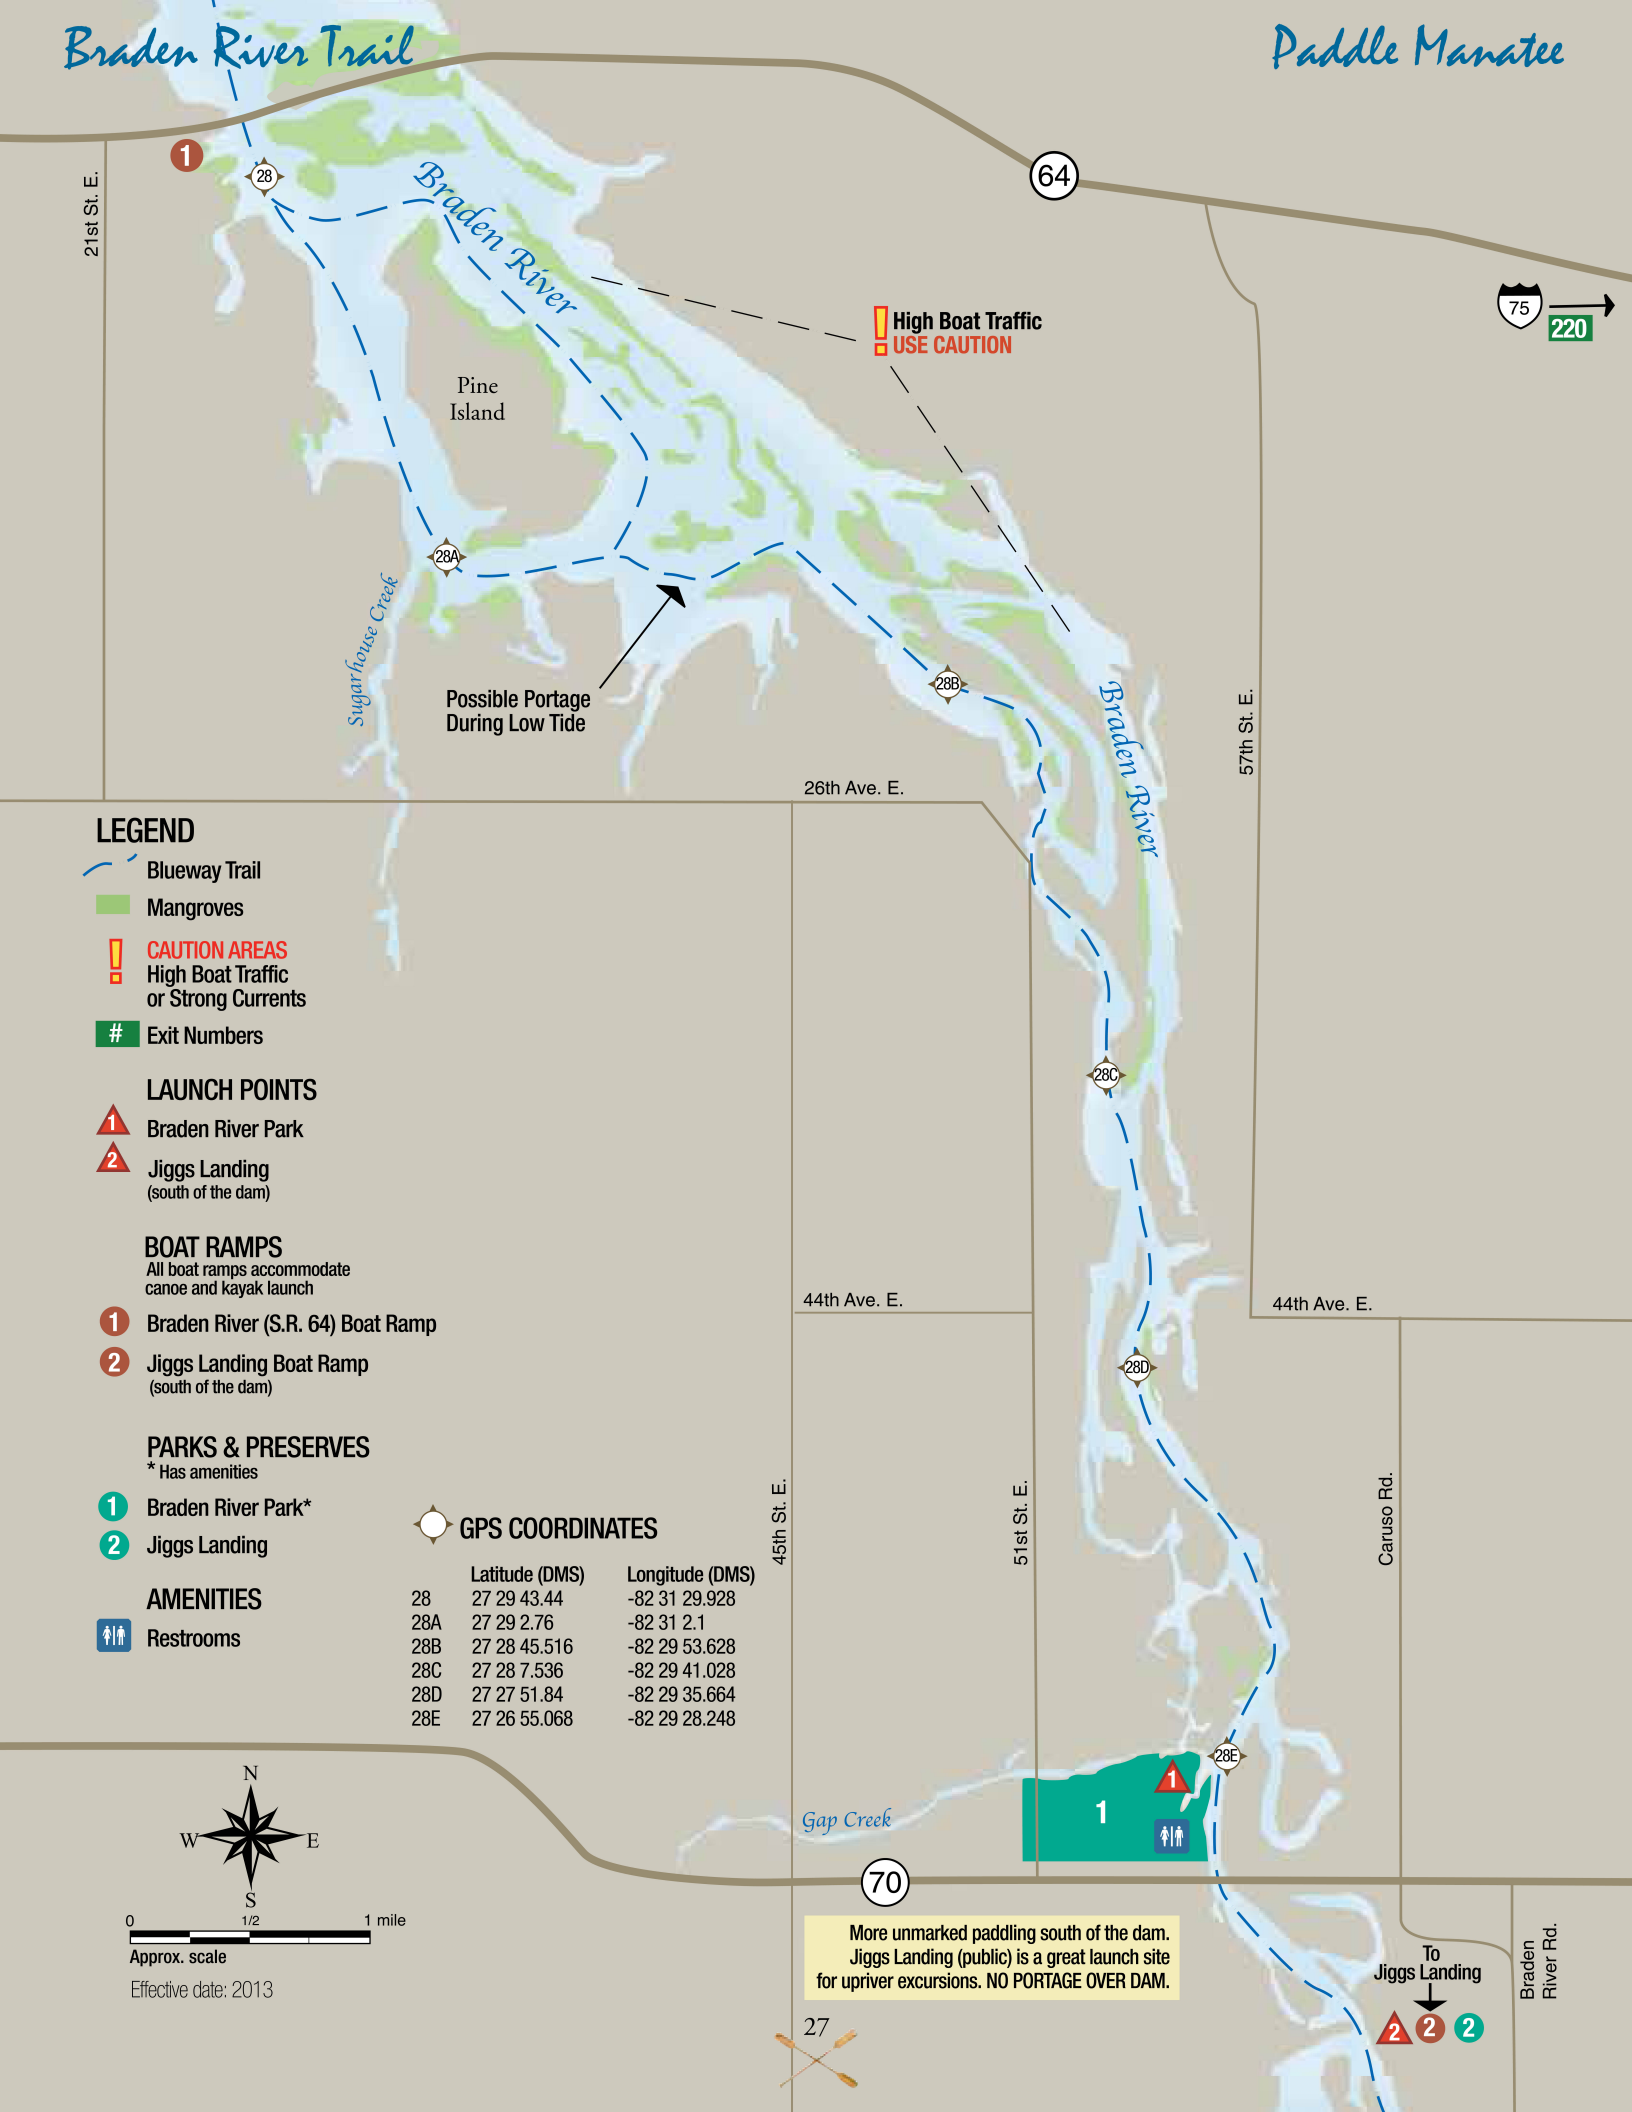 Braden River Trail
Paddle Manatee
1
28
21st St. E.
Braden River
64
75
220
High Boat Traffic
USE CAUTION
Pine
Island
28A
Sugarhouse Creek
Possible Portage
During Low Tide
28B
Braden River
57th St. E.
26th Ave. E.
LEGEND
Blueway Trail
Mangroves
CAUTION AREAS
High Boat Traffic
or Strong Currents
# Exit Numbers
LAUNCH POINTS
1 Braden River Park
2 Jiggs Landing
(south of the dam)
BOAT RAMPS
All boat ramps accommodate
canoe and kayak launch
1 Braden River (S.R. 64) Boat Ramp
2 Jiggs Landing Boat Ramp
(south of the dam)
PARKS & PRESERVES
* Has amenities
1 Braden River Park*
2 Jiggs Landing
AMENITIES
Restrooms
GPS COORDINATES
Latitude (DMS) Longitude (DMS)
28 27 29 43.44 -82 31 29.928
28A 27 29 2.76 -82 31 2.1
28B 27 28 45.516 -82 29 53.628
28C 27 28 7.536 -82 29 41.028
28D 27 27 51.84 -82 29 35.664
28E 27 26 55.068 -82 29 28.248
28C
44th Ave. E.
44th Ave. E.
28D
45th St. E.
51st St. E.
Caruso Rd.
28E
1
1
Gap Creek
70
N
W E
S
0 1/2 1 mile
Approx. scale
Effective date: 2013
More unmarked paddling south of the dam.
Jiggs Landing (public) is a great launch site
for upriver excursions. NO PORTAGE OVER DAM.
To
Jiggs Landing
2 2 2
Braden
River Rd.
27